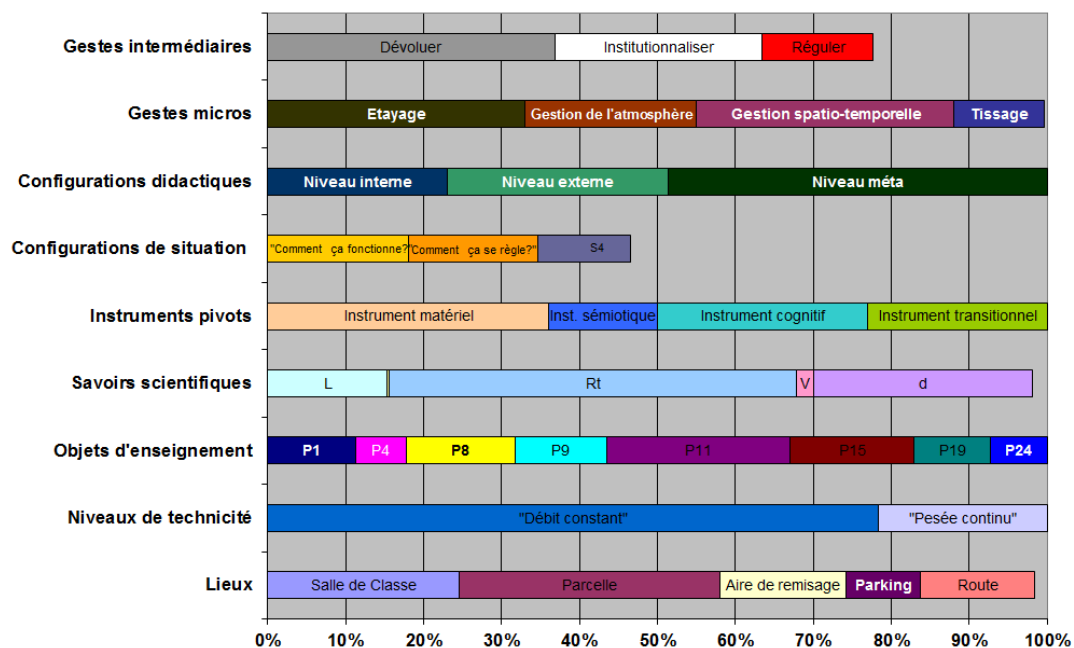 Gestes intermédiaires Dévoluer Institutionnaliser Réguler
Gestes micros Etayage Gestion de l'atmosphère Gestion spatio-temporelle Tissage
Configurations didactiques Niveau interne Niveau externe Niveau méta
Configurations de situation "Comment ça fonctionne?" "Comment ça se règle?" S4
Instruments pivots Instrument matériel Inst. sémiotique Instrument cognitif Instrument transitionnel
Savoirs scientifiques L Rt V d
Objets d'enseignement P1 P4 P8 P9 P11 P15 P19 P24
Niveaux de technicité "Débit constant" "Pesée continu"
Lieux Salle de Classe Parcelle Aire de remisage Parking Route
0% 10% 20% 30% 40% 50% 60% 70% 80% 90% 100%